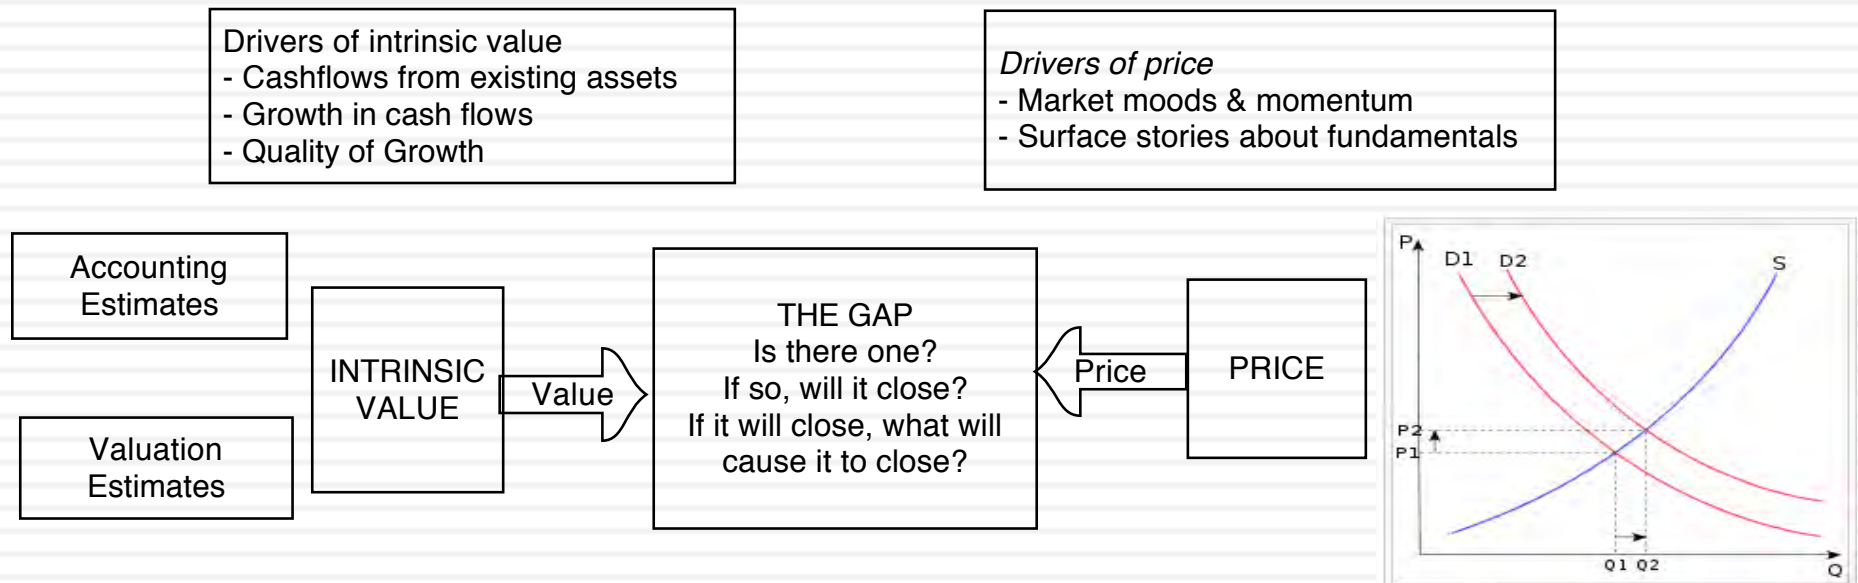 Drivers of intrinsic value
- Cashflows from existing assets
- Growth in cash flows
- Quality of Growth
Drivers of price
- Market moods & momentum
- Surface stories about fundamentals
Accounting
Estimates
Valuation
Estimates
INTRINSIC
VALUE
Value
THE GAP
Is there one?
If so, will it close?
If it will close, what will
cause it to close?
Price
PRICE
P
D1
D2
S
P2
P1
Q1
Q2
Q